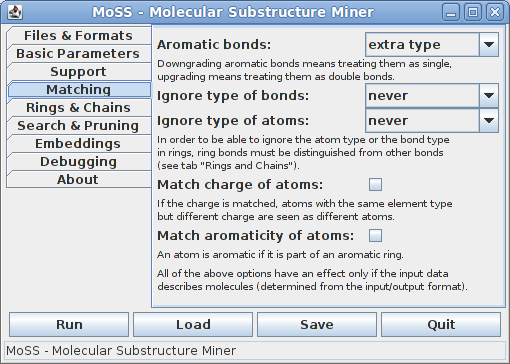 MoSS - Molecular Substructure Miner
Files & Formats
Basic Parameters
Support
Matching
Rings & Chains
Search & Pruning
Embeddings
Debugging
About
Aromatic bonds: extra type
Downgrading aromatic bonds means treating them as single,
upgrading means treating them as double bonds.
Ignore type of bonds: never
Ignore type of atoms: never
In order to be able to ignore the atom type or the bond type
in rings, ring bonds must be distinguished from other bonds
(see tab "Rings and Chains").
Match charge of atoms:
If the charge is matched, atoms with the same element type
but different charge are seen as different atoms.
Match aromaticity of atoms:
An atom is aromatic if it is part of an aromatic ring.
All of the above options have an effect only if the input data
describes molecules (determined from the input/output format).
Run Load Save Quit
MoSS - Molecular Substructure Miner